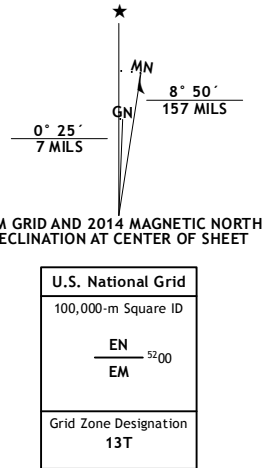 ★
MN
GN
8° 50´
157 MILS
0° 25´
7 MILS
M GRID AND 2014 MAGNETIC NORTH
ECLINATION AT CENTER OF SHEET
U.S. National Grid
100,000-m Square ID
EN
EM
5200
Grid Zone Designation
13T